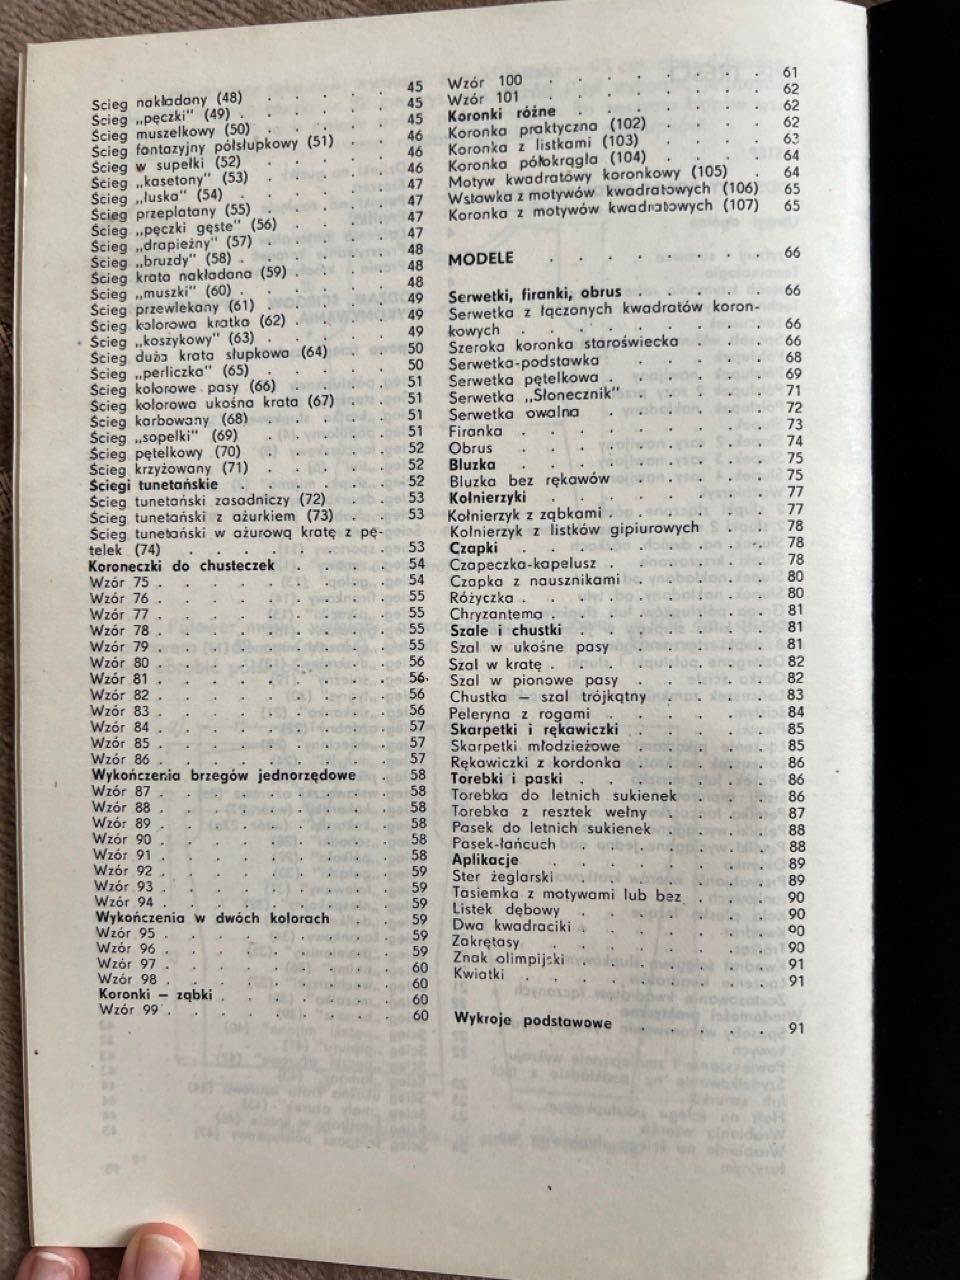 Ścieg nakładany (48) . . . . . 45
Ścieg „pęczki" (49) . . . . . 45
Ścieg muszelkowy (50) . . . . 45
Ścieg fantazyjny półsłupkowy (51) . . 46
Ścieg w supełki (52) . . . . . 46
Ścieg „kasetony" (53) . . . . . 46
Ścieg „łuska" (54) . . . . . 47
Ścieg przeplatany (55) . . . . 47
Ścieg „pęczki gęste" (56) . . . . 47
Ścieg „drapieżny" (57) . . . . 47
Ścieg „bruzdy" (58) . . . . . 48
Ścieg krata nakładana (59) . . . 48
Ścieg „muszki" (60) . . . . . 48
Ścieg przewlekany (61) . . . . 49
Ścieg kolorowa kratka (62) . . . 49
Ścieg „koszykowy" (63) . . . . 49
Ścieg duża krata słupkowa (64) . . 50
Ścieg „perliczka" (65) . . . . 50
Ścieg kolorowe pasy (66) . . . 51
Ścieg kolorowa ukośna krata (67) . . 51
Ścieg karbowany (68) . . . . 51
Ścieg „sopelki" (69) . . . . 51
Ścieg pętelkowy (70) . . . . 52
Ścieg krzyżowany (71) . . . . 52
Ściegi tunetańskie . . . . . 52
Ścieg tunetański zasadniczy (72) . . 53
Ścieg tunetański z ażurkiem (73) . . 53
Ścieg tunetański w ażurową kratę z pę-
telek (74) . . . . . . . 53
Koroneczki do chusteczek . . . . 54
Wzór 75 . . . . . . . . 54
Wzór 76 . . . . . . . . 55
Wzór 77 . . . . . . . . 55
Wzór 78 . . . . . . . . 55
Wzór 79 . . . . . . . . 55
Wzór 80 . . . . . . . . 56
Wzór 81 . . . . . . . . 56
Wzór 82 . . . . . . . . 56
Wzór 83 . . . . . . . . 56
Wzór 84 . . . . . . . . 57
Wzór 85 . . . . . . . . 57
Wzór 86 . . . . . . . . 57
Wykończenia brzegów jednorzędowe . 58
Wzór 87 . . . . . . . . 58
Wzór 88 . . . . . . . . 58
Wzór 89 . . . . . . . . 58
Wzór 90 . . . . . . . . 58
Wzór 91 . . . . . . . . 58
Wzór 92 . . . . . . . . 59
Wzór 93 . . . . . . . . 59
Wzór 94 . . . . . . . . 59
Wykończenia w dwóch kolorach . . 59
Wzór 95 . . . . . . . . 59
Wzór 96 . . . . . . . . 59
Wzór 97 . . . . . . . . 60
Wzór 98 . . . . . . . . 60
Koronki – ząbki . . . . . . 60
Wzór 99 . . . . . . . . 60
Wzór 100 . . . . . . . . 61
Wzór 101 . . . . . . . . 62
Koronki różne . . . . . . . 62
Koronka praktyczna (102) . . . . 62
Koronka z listkami (103) . . . . 63
Koronka półokrągła (104) . . . . 64
Motyw kwadratowy koronkowy (105) . 64
Wstawka z motywów kwadratowych (106) 65
Koronka z motywów kwadratowych (107) 65
MODELE . . . . . . . 66
Serwetki, firanki, obrus . . . . . 66
Serwetka z łączonych kwadratów koron-
kowych . . . . . . . . 66
Szeroka koronka staroświecka . . . 66
Serwetka-podstawka . . . . . 68
Serwetka pętelkowa . . . . . 69
Serwetka „Słonecznik" . . . . 71
Serwetka owalna . . . . . . 72
Firanka . . . . . . . . 73
Obrus . . . . . . . . 74
Bluzka . . . . . . . . 75
Bluzka bez rękawów . . . . . 75
Kołnierzyki . . . . . . . 77
Kołnierzyk z ząbkami . . . . . 77
Kołnierzyk z listków gipiurowych . . 78
Czapki . . . . . . . . 78
Czapeczka-kapelusz . . . . . 78
Czapka z nausznikami . . . . 80
Różyczka . . . . . . . 80
Chryzantema . . . . . . . 81
Szale i chustki . . . . . . 81
Szal w ukośne pasy . . . . . 81
Szal w kratę . . . . . . . 82
Szal w pionowe pasy . . . . . 82
Chustka – szal trójkątny . . . . 83
Peleryna z rogami . . . . . . 84
Skarpetki i rękawiczki . . . . . 85
Skarpetki młodzieżowe . . . . 85
Rękawiczki z kordonka . . . . 86
Torebki i paski . . . . . . 86
Torebka do letnich sukienek . . . 86
Torebka z resztek wełny . . . . 87
Pasek do letnich sukienek . . . . 88
Pasek-łańcuch . . . . . . . 88
Aplikacje . . . . . . . 89
Ster żeglarski . . . . . . . 89
Tasiemka z motywami lub bez . . . 90
Listek dębowy . . . . . . 90
Dwa kwadraciki . . . . . . 90
Zakrętasy . . . . . . . 90
Znak olimpijski . . . . . . 91
Kwiatki . . . . . . . . 91
Wykroje podstawowe . . . . . 91